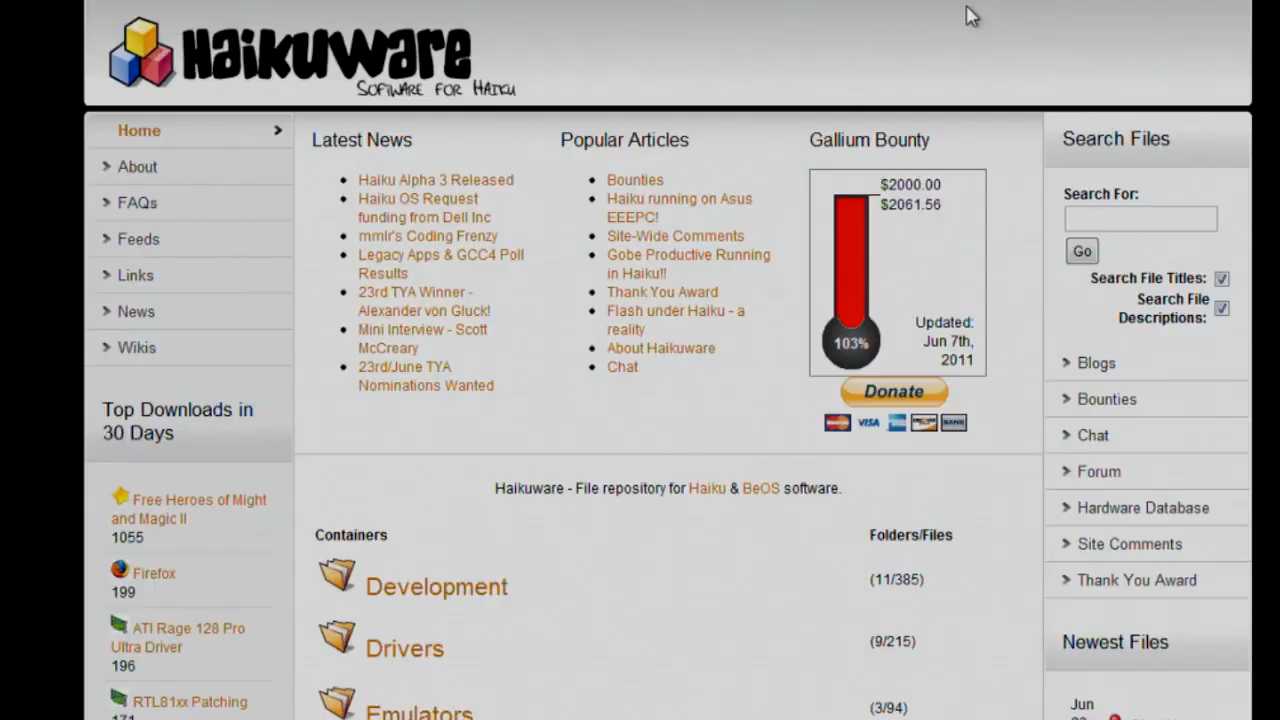 Haikuware
Software for Haiku
Home
About
FAQs
Feeds
Links
News
Wikis
Top Downloads in
30 Days
Free Heroes of Might
and Magic II
1055
Firefox
199
ATI Rage 128 Pro
Ultra Driver
196
RTL81xx Patching
Latest News
Haiku Alpha 3 Released
Haiku OS Request
funding from Dell Inc
mmlr's Coding Frenzy
Legacy Apps & GCC4 Poll
Results
23rd TYA Winner -
Alexander von Gluck!
Mini Interview - Scott
McCreary
23rd/June TYA
Nominations Wanted
Popular Articles
Bounties
Haiku running on Asus
EEEPC!
Site-Wide Comments
Gobe Productive Running
in Haiku!!
Thank You Award
Flash under Haiku - a
reality
About Haikuware
Chat
Gallium Bounty
$2000.00
$2061.56
Updated:
Jun 7th,
2011
103%
Donate
VISA
Haikuware - File repository for Haiku & BeOS software.
Containers Folders/Files
Development (11/385)
Drivers (9/215)
Emulators (3/94)
Search Files
Search For:
Go
Search File Titles:
Search File
Descriptions:
Blogs
Bounties
Chat
Forum
Hardware Database
Site Comments
Thank You Award
Newest Files
Jun